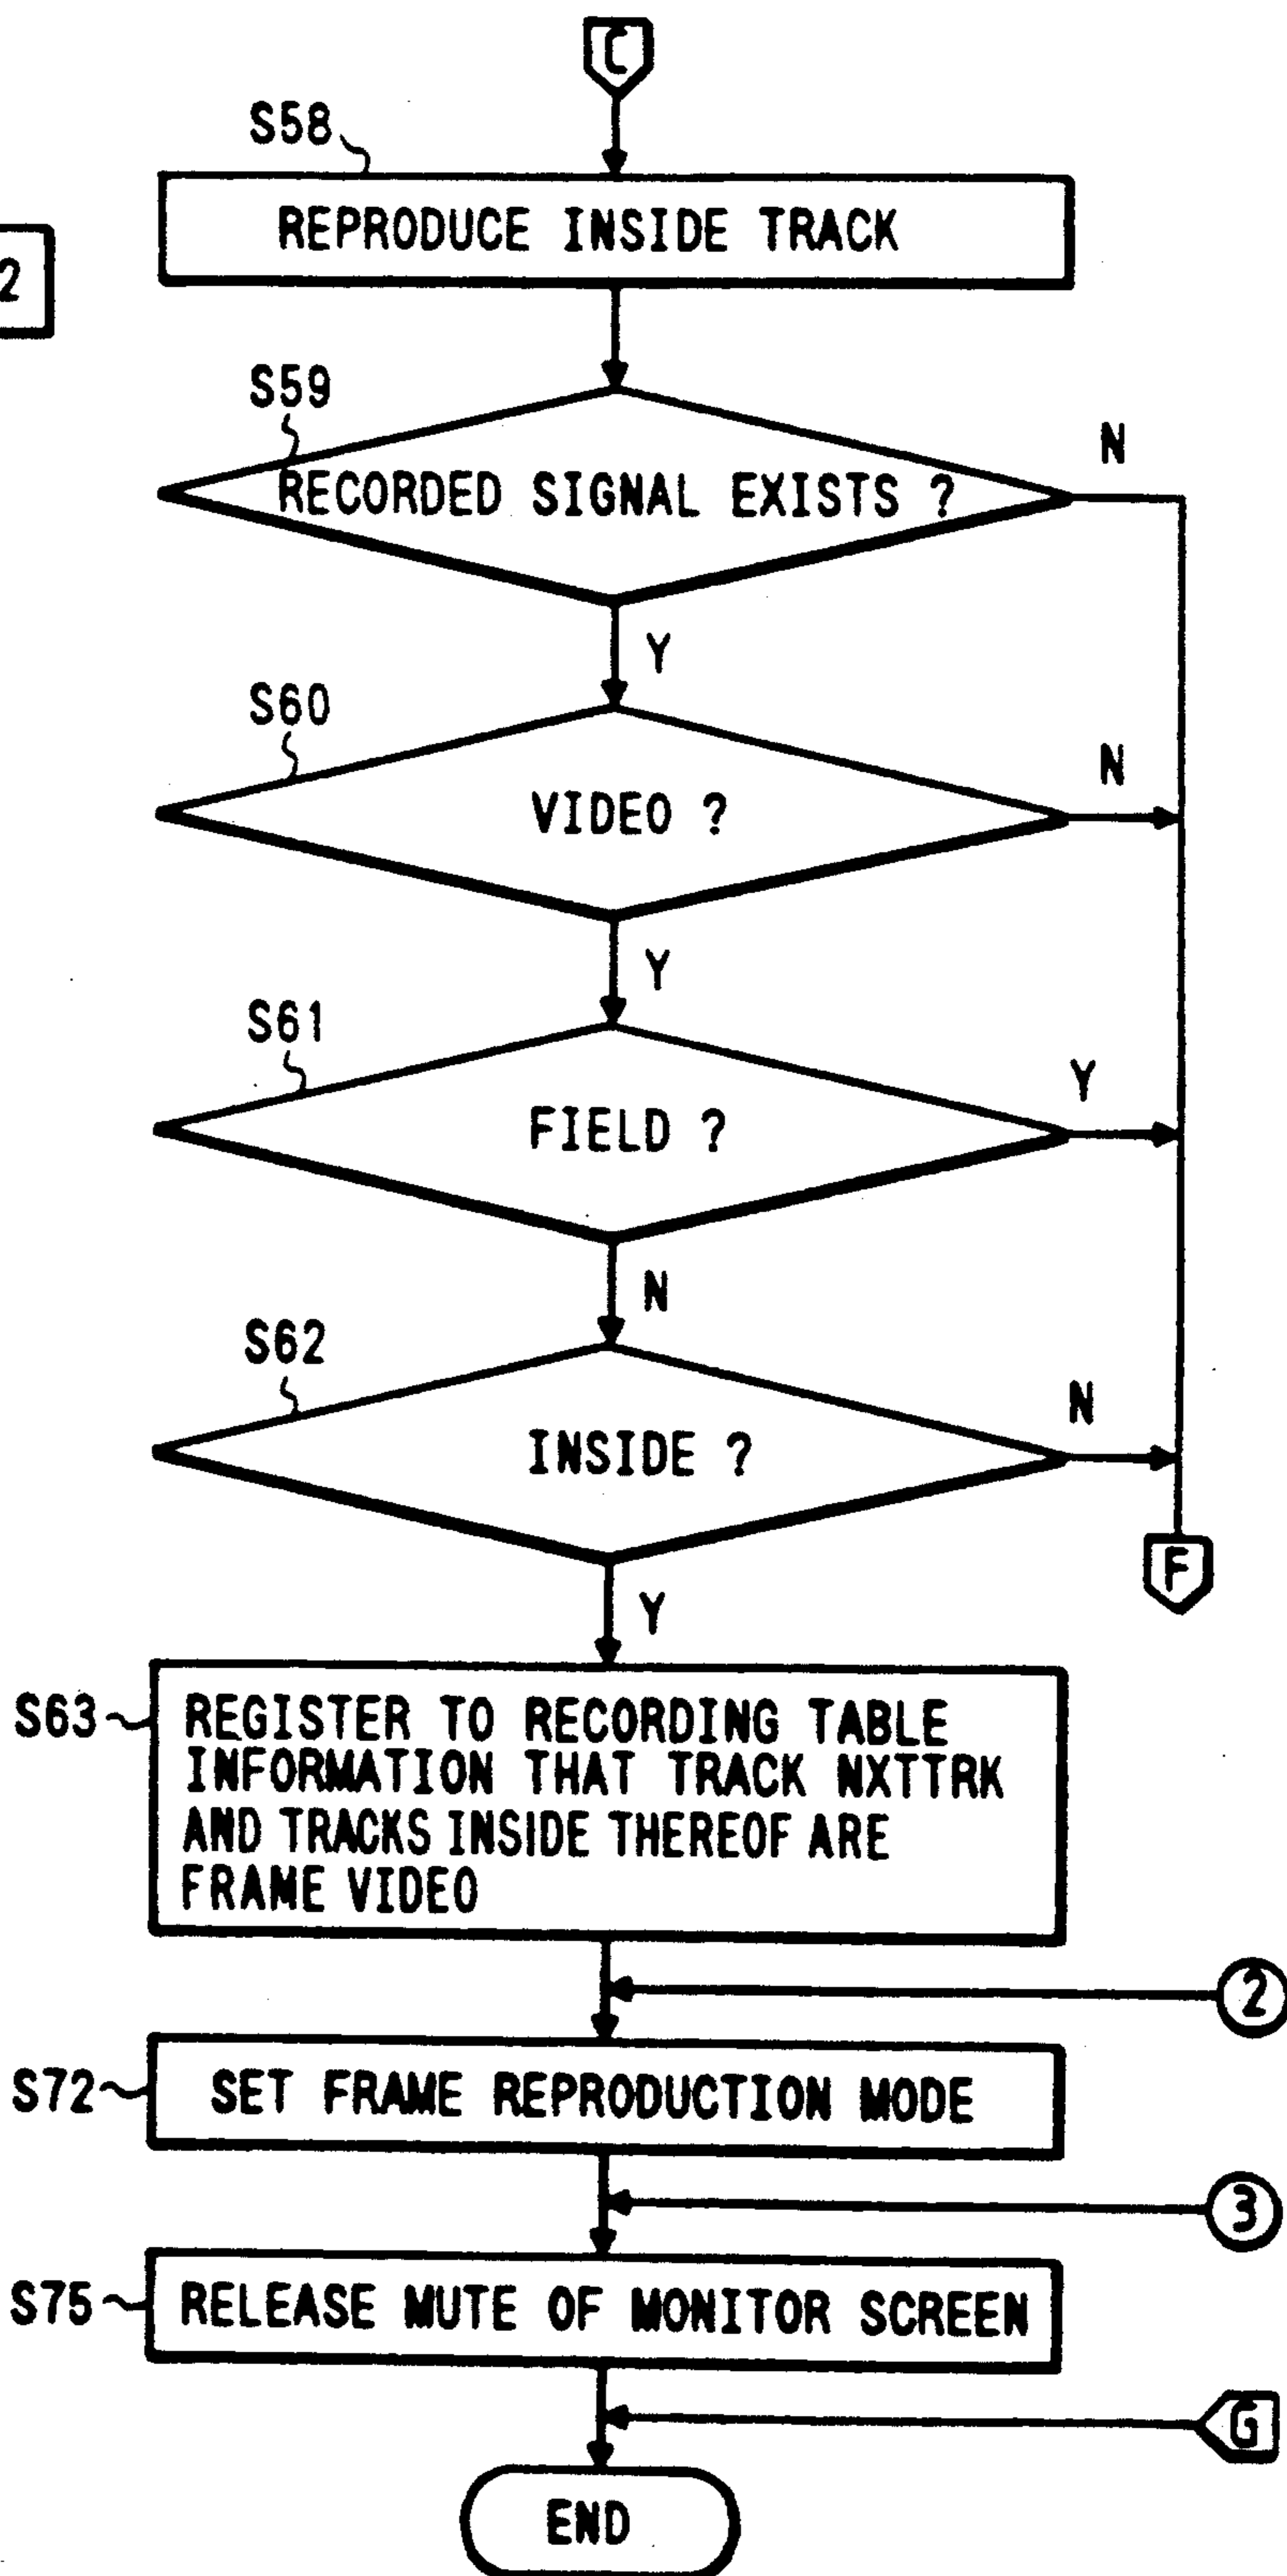 C
S58
REPRODUCE INSIDE TRACK
2
S59
RECORDED SIGNAL EXISTS ?
N
Y
S60
VIDEO ?
N
Y
S61
FIELD ?
Y
N
S62
INSIDE ?
N
F
Y
S63
REGISTER TO RECORDING TABLE
INFORMATION THAT TRACK NXTTRK
AND TRACKS INSIDE THEREOF ARE
FRAME VIDEO
2
S72
SET FRAME REPRODUCTION MODE
3
S75
RELEASE MUTE OF MONITOR SCREEN
G
END